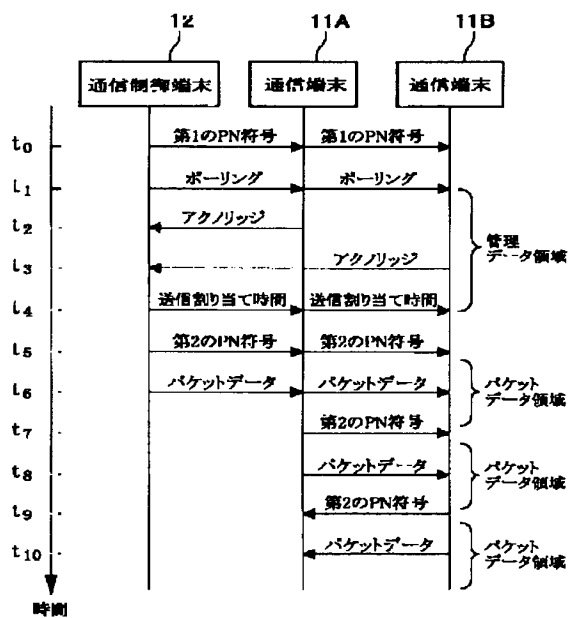 12 11A 11B
通信制御端末 通信端末 通信端末
t0 第1のPN符号 第1のPN符号
t1 ポーリング ポーリング
t2 アクノリッジ
t3 アクノリッジ
管理
データ領域
t4 送信割り当て時間 送信割り当て時間
t5 第2のPN符号 第2のPN符号
t6 パケットデータ パケットデータ
パケット
データ領域
t7 第2のPN符号
t8 パケットデータ
パケット
データ領域
t9 第2のPN符号
t10 パケットデータ
パケット
データ領域
時間